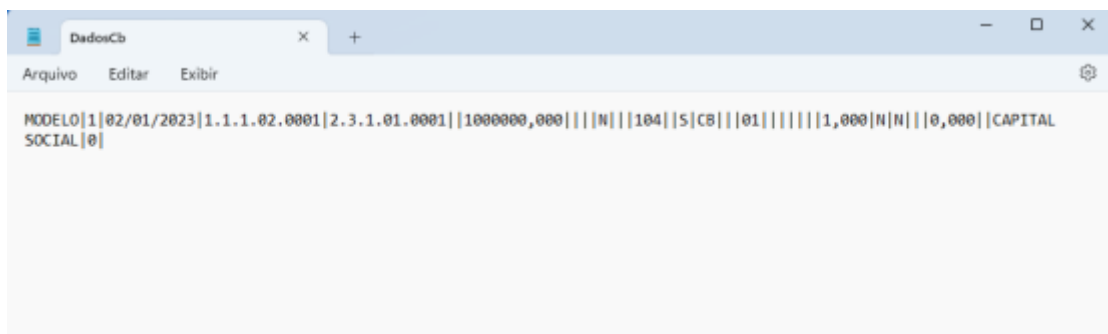 DadosCb
Arquivo Editar Exibir
MODELO|1|02/01/2023|1.1.1.02.0001|2.3.1.01.0001||1000000,000||||N|||104||S|CB|||01|||||||1,000|N|N|||0,000||CAPITAL
SOCIAL|0|